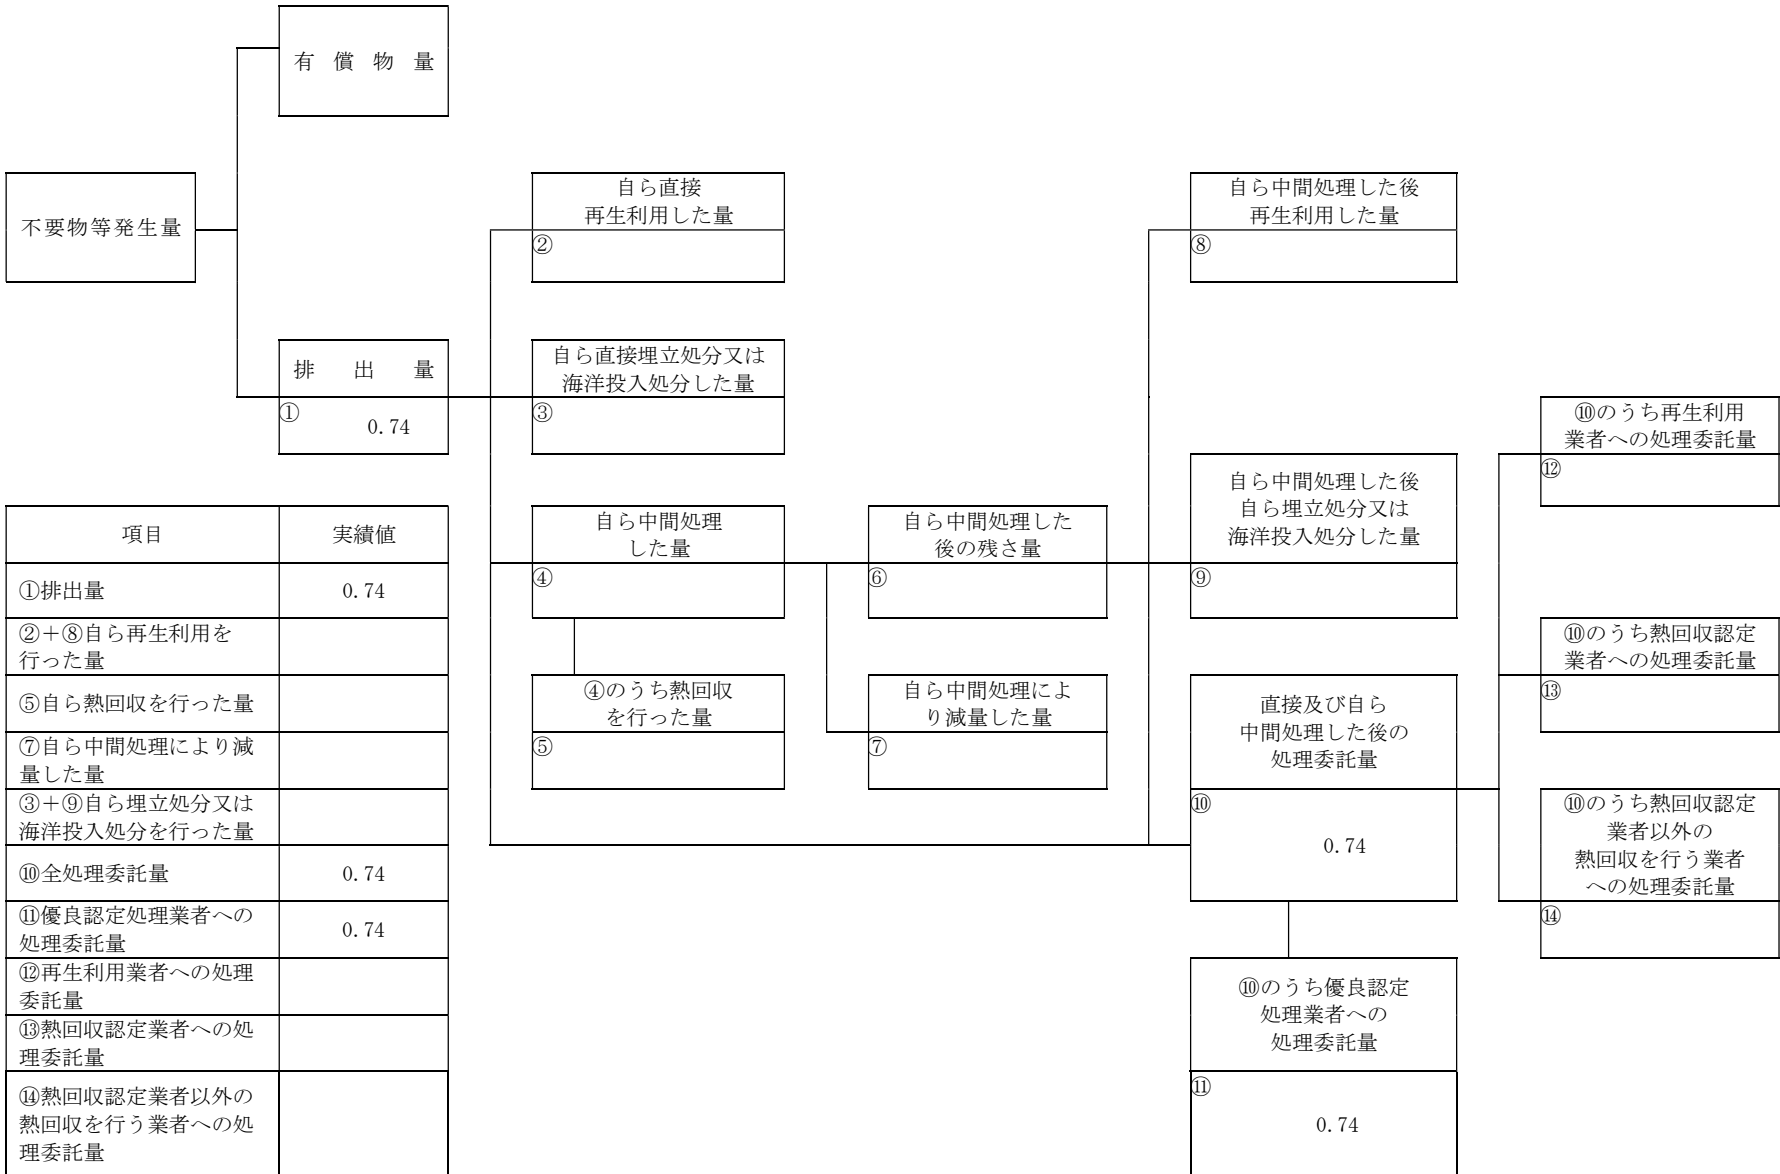 有償物量
不要物等発生量
自ら直接
再生利用した量
②
自ら中間処理した後
再生利用した量
⑧
排出量
①
0.74
自ら直接埋立処分又は
海洋投入処分した量
③
⑩のうち再生利用
業者への処理委託量
⑫
自ら中間処理
した量
④
自ら中間処理した
後の残さ量
⑥
自ら中間処理した後
自ら埋立処分又は
海洋投入処分した量
⑨
⑩のうち熱回収認定
業者への処理委託量
⑬
④のうち熱回収
を行った量
⑤
自ら中間処理によ
り減量した量
⑦
直接及び自ら
中間処理した後の
処理委託量
⑩
0.74
⑩のうち熱回収認定
業者以外の
熱回収を行う業者
への処理委託量
⑭
⑩のうち優良認定
処理業者への
処理委託量
⑪
0.74
項目 実績値
①排出量 0.74
②+⑧自ら再生利用を
行った量
⑤自ら熱回収を行った量
⑦自ら中間処理により減
量した量
③+⑨自ら埋立処分又は
海洋投入処分を行った量
⑩全処理委託量 0.74
⑪優良認定処理業者への
処理委託量 0.74
⑫再生利用業者への処理
委託量
⑬熱回収認定業者への処
理委託量
⑭熱回収認定業者以外の
熱回収を行う業者への処
理委託量